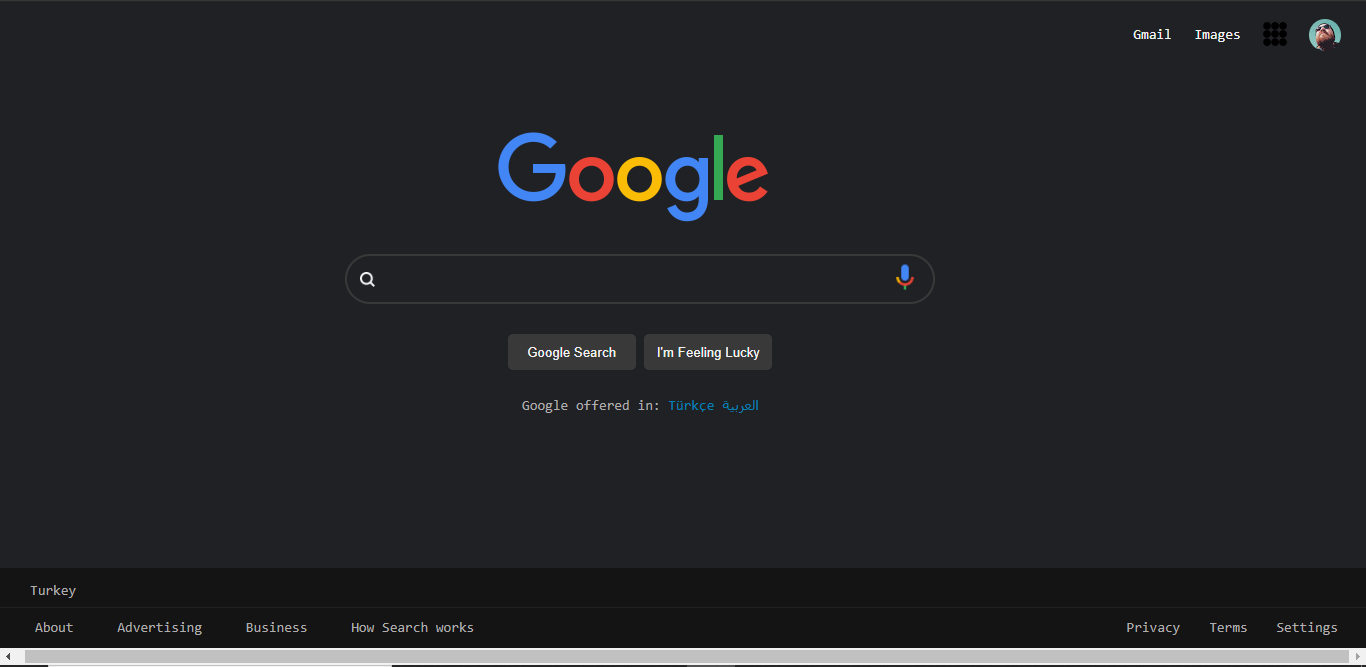 Gmail Images
Google
Google Search I'm Feeling Lucky
Google offered in: Türkçe العربية
Turkey
About Advertising Business How Search works Privacy Terms Settings